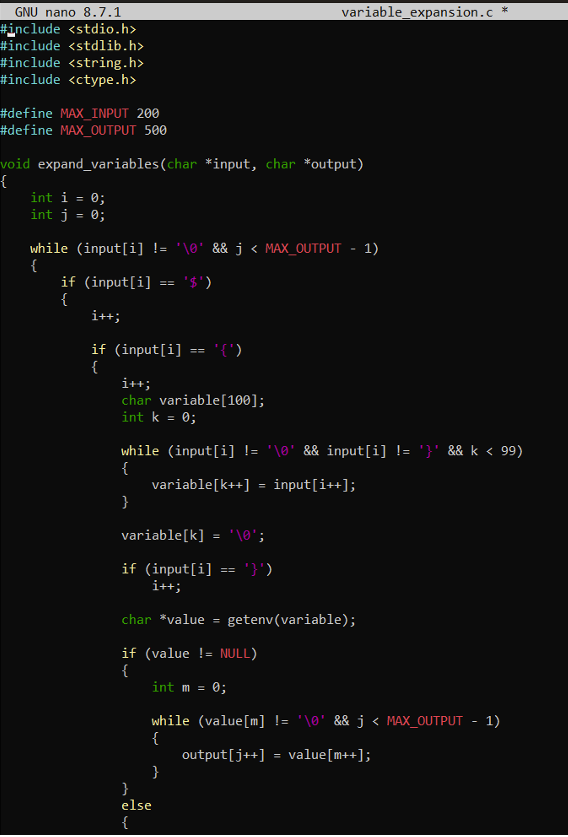 GNU nano 8.7.1 variable_expansion.c *
#include <stdio.h>
#include <stdlib.h>
#include <string.h>
#include <ctype.h>

#define MAX_INPUT 200
#define MAX_OUTPUT 500

void expand_variables(char *input, char *output)
{
    int i = 0;
    int j = 0;

    while (input[i] != '\0' && j < MAX_OUTPUT - 1)
    {
        if (input[i] == '$')
        {
            i++;

            if (input[i] == '{')
            {
                i++;
                char variable[100];
                int k = 0;

                while (input[i] != '\0' && input[i] != '}' && k < 99)
                {
                    variable[k++] = input[i++];
                }

                variable[k] = '\0';

                if (input[i] == '}')
                    i++;

                char *value = getenv(variable);

                if (value != NULL)
                {
                    int m = 0;

                    while (value[m] != '\0' && j < MAX_OUTPUT - 1)
                    {
                        output[j++] = value[m++];
                    }
                }
                else
                {